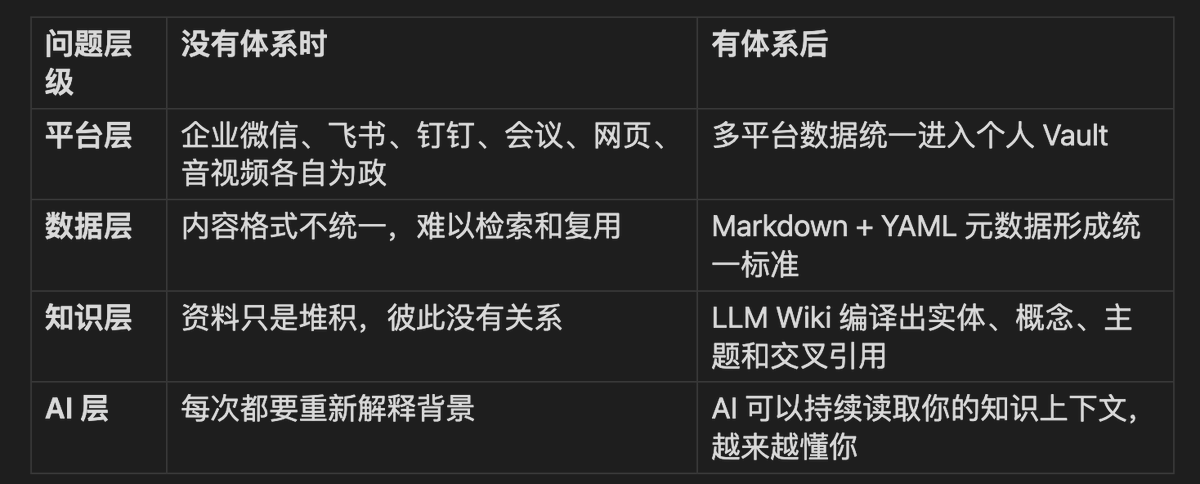 问题层级 没有体系时 有体系后
平台层 企业微信、飞书、钉钉、会议、网页、音视频各自为政 多平台数据统一进入个人 Vault
数据层 内容格式不统一，难以检索和复用 Markdown + YAML 元数据形成统一标准
知识层 资料只是堆积，彼此没有关系 LLM Wiki 编译出实体、概念、主题和交叉引用
AI 层 每次都要重新解释背景 AI 可以持续读取你的知识上下文，越来越懂你